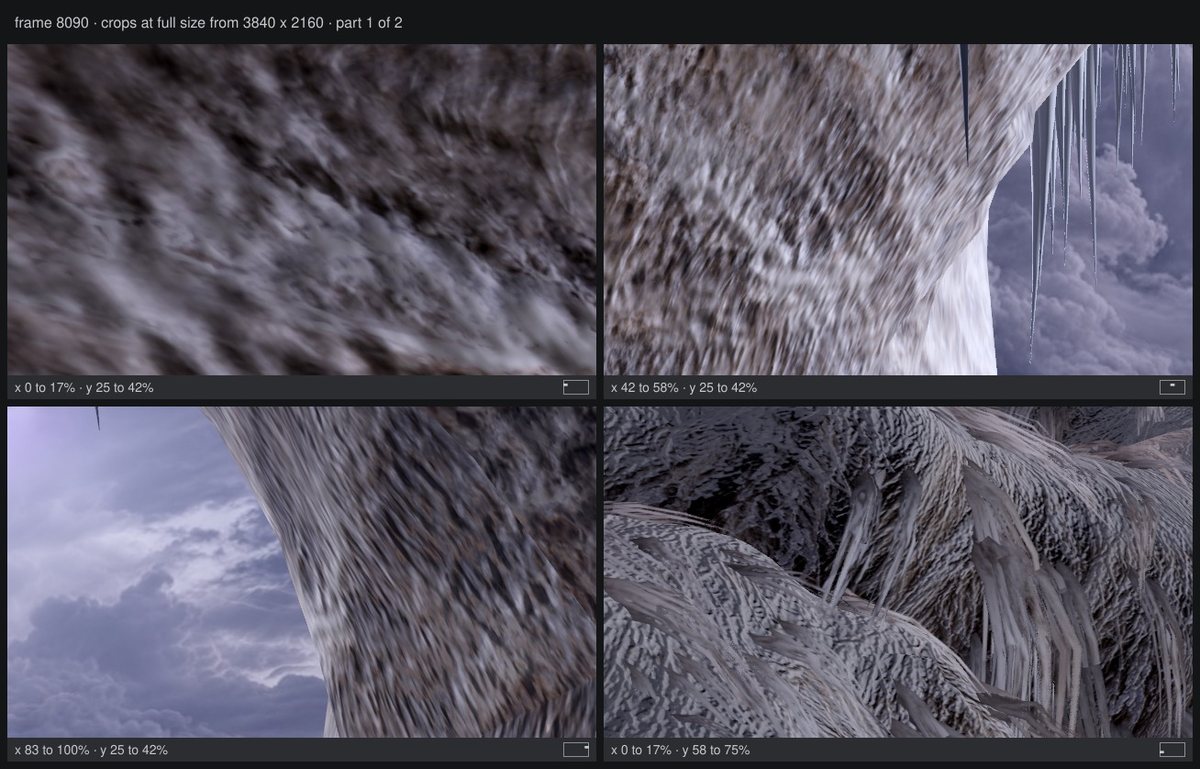 frame 8090 · crops at full size from 3840 x 2160 · part 1 of 2
x 0 to 17% · y 25 to 42%
x 42 to 58% · y 25 to 42%
x 83 to 100% · y 25 to 42%
x 0 to 17% · y 58 to 75%